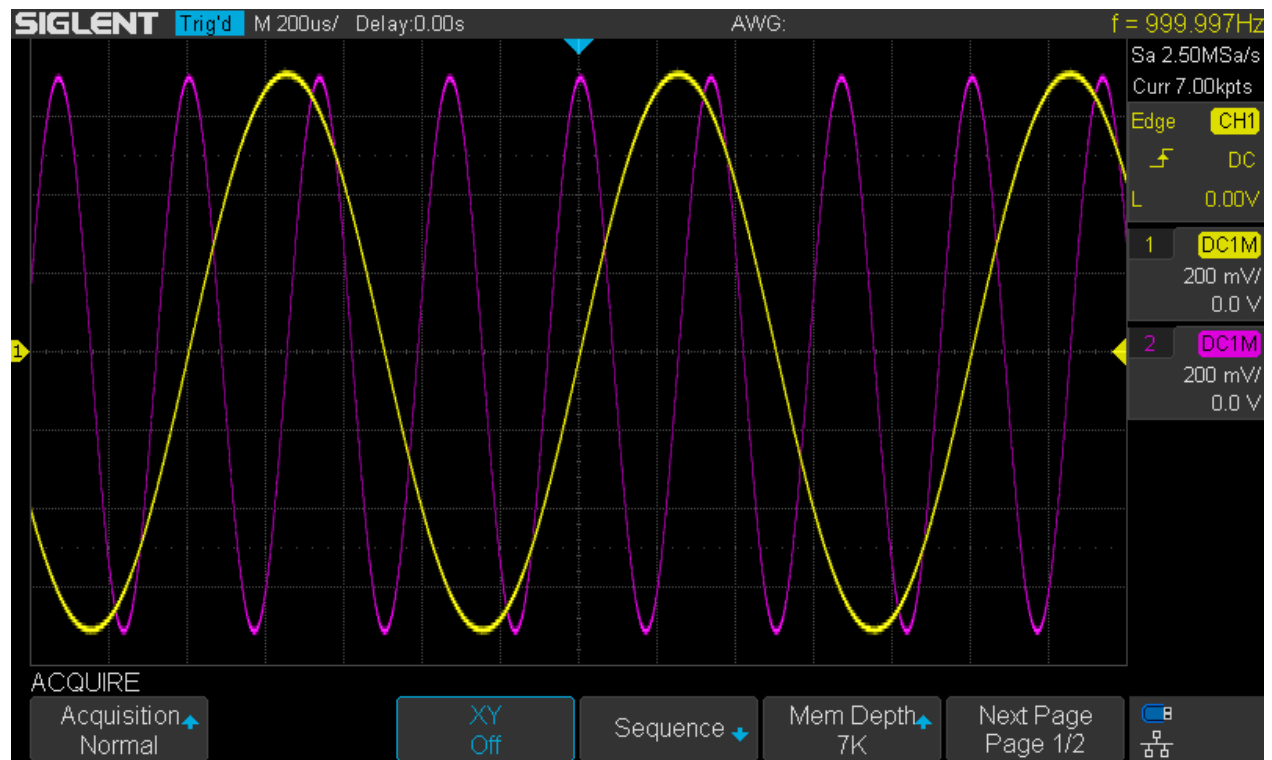 SIGLENT Trig'd M 200us/ Delay:0.00s AWG: f = 999.997Hz
Sa 2.50MSa/s
Curr 7.00kpts
Edge CH1
DC
L 0.00V
1 DC1M
200 mV/
0.0 V
1
2 DC1M
200 mV/
0.0 V
ACQUIRE
Acquisition
Normal
XY
Off
Sequence
Mem Depth
7K
Next Page
Page 1/2